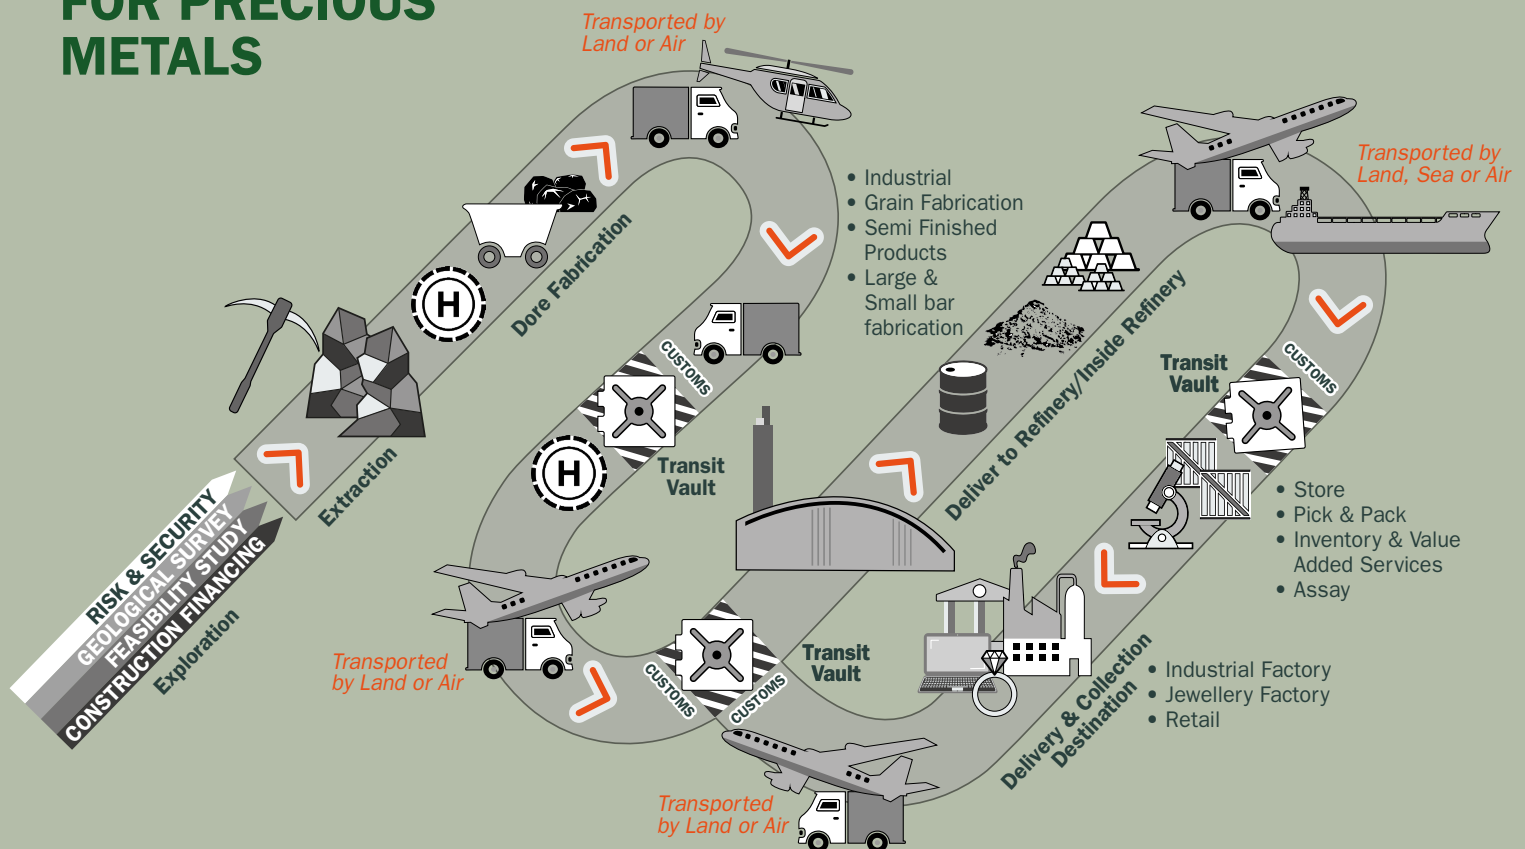 FOR PRECIOUS
METALS
RISK & SECURITY
GEOLOGICAL SURVEY
FEASIBILITY STUDY
CONSTRUCTION FINANCING
Exploration
Extraction
H
Dore Fabrication
Transported by
Land or Air
CUSTOMS
Transit
Vault
H
Transported
by Land or Air
CUSTOMS
CUSTOMS
Transit
Vault
• Industrial
• Grain Fabrication
• Semi Finished
Products
• Large &
Small bar
fabrication
Deliver to Refinery/Inside Refinery
Transported by
Land, Sea or Air
CUSTOMS
Transit
Vault
• Store
• Pick & Pack
• Inventory & Value
Added Services
• Assay
Delivery & Collection
Destination
• Industrial Factory
• Jewellery Factory
• Retail
Transported
by Land or Air